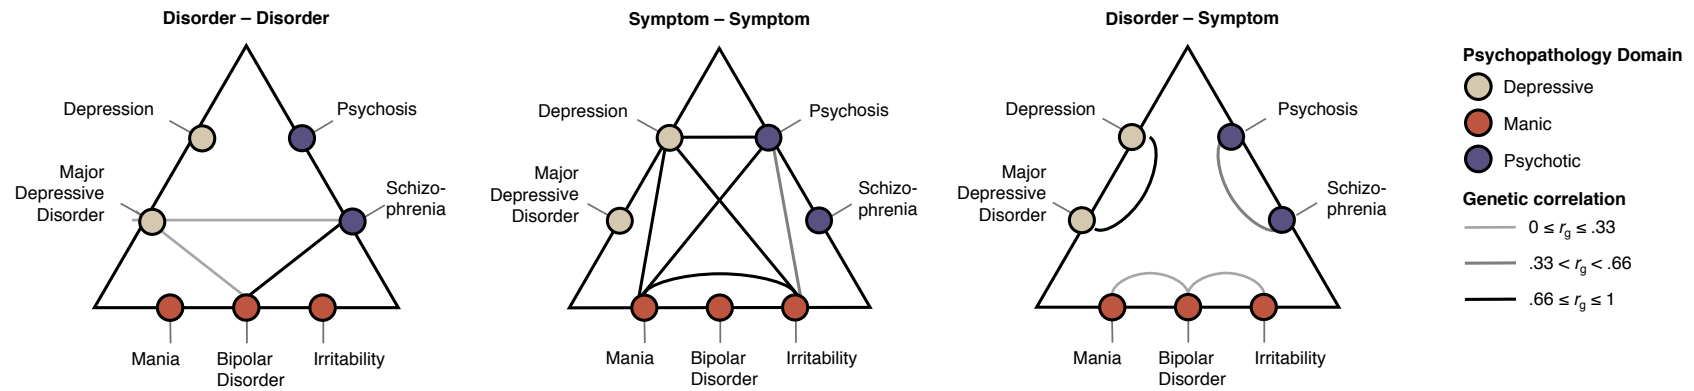 Disorder – Disorder
Depression
Psychosis
Major
Depressive
Disorder
Schizo-
phrenia
Mania
Bipolar
Disorder
Irritability
Symptom – Symptom
Depression
Psychosis
Major
Depressive
Disorder
Schizo-
phrenia
Mania
Bipolar
Disorder
Irritability
Disorder – Symptom
Depression
Psychosis
Major
Depressive
Disorder
Schizo-
phrenia
Mania
Bipolar
Disorder
Irritability
Psychopathology Domain
Depressive
Manic
Psychotic
Genetic correlation
0 ≤ rg ≤ .33
.33 < rg < .66
.66 ≤ rg ≤ 1